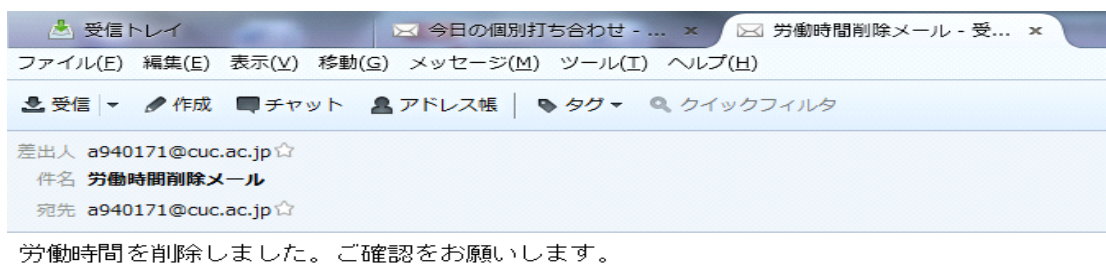 受信トレイ 今日の個別打ち合わせ - ... × 労働時間削除メール - 受... ×
ファイル(F) 編集(E) 表示(V) 移動(G) メッセージ(M) ツール(T) ヘルプ(H)
受信 作成 チャット アドレス帳 タグ クイックフィルタ
差出人 a940171@cuc.ac.jp
件名 労働時間削除メール
宛先 a940171@cuc.ac.jp
労働時間を削除しました。ご確認をお願いします。